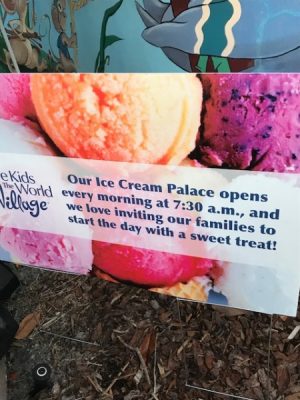 e Kids
The World
Village
Our Ice Cream Palace opens
every morning at 7:30 a.m., and
we love inviting our families to
start the day with a sweet treat!